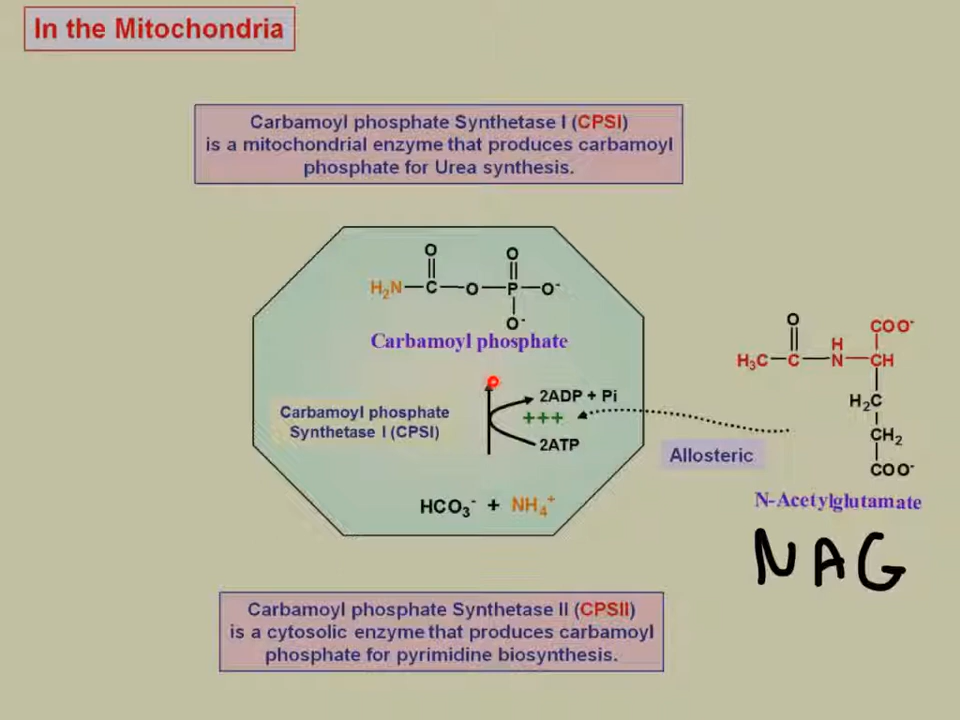 In the Mitochondria
Carbamoyl phosphate Synthetase I (CPSI)
is a mitochondrial enzyme that produces carbamoyl
phosphate for Urea synthesis.
O O
H₂N—C—O—P—O⁻
O⁻
Carbamoyl phosphate
Carbamoyl phosphate
Synthetase I (CPSI)
2ADP + Pi
+++
2ATP
HCO₃⁻ + NH₄⁺
Allosteric
O COO⁻
H
H₃C—C—N—CH
H₂C
CH₂
COO⁻
N-Acetylglutamate
NAG
Carbamoyl phosphate Synthetase II (CPSII)
is a cytosolic enzyme that produces carbamoyl
phosphate for pyrimidine biosynthesis.